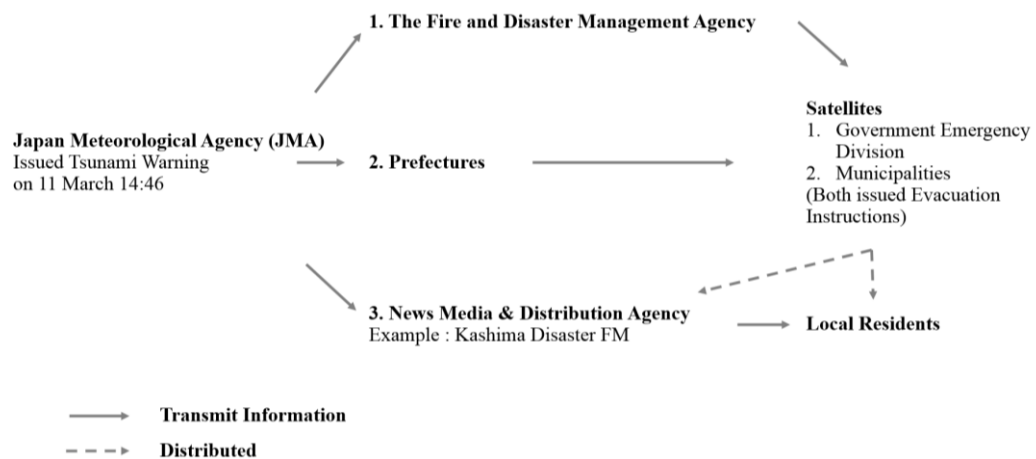 1. The Fire and Disaster Management Agency
Japan Meteorological Agency (JMA)
Issued Tsunami Warning
on 11 March 14:46
2. Prefectures
Satellites
1. Government Emergency
Division
2. Municipalities
(Both issued Evacuation
Instructions)
3. News Media & Distribution Agency
Example : Kashima Disaster FM
Local Residents
Transmit Information
Distributed